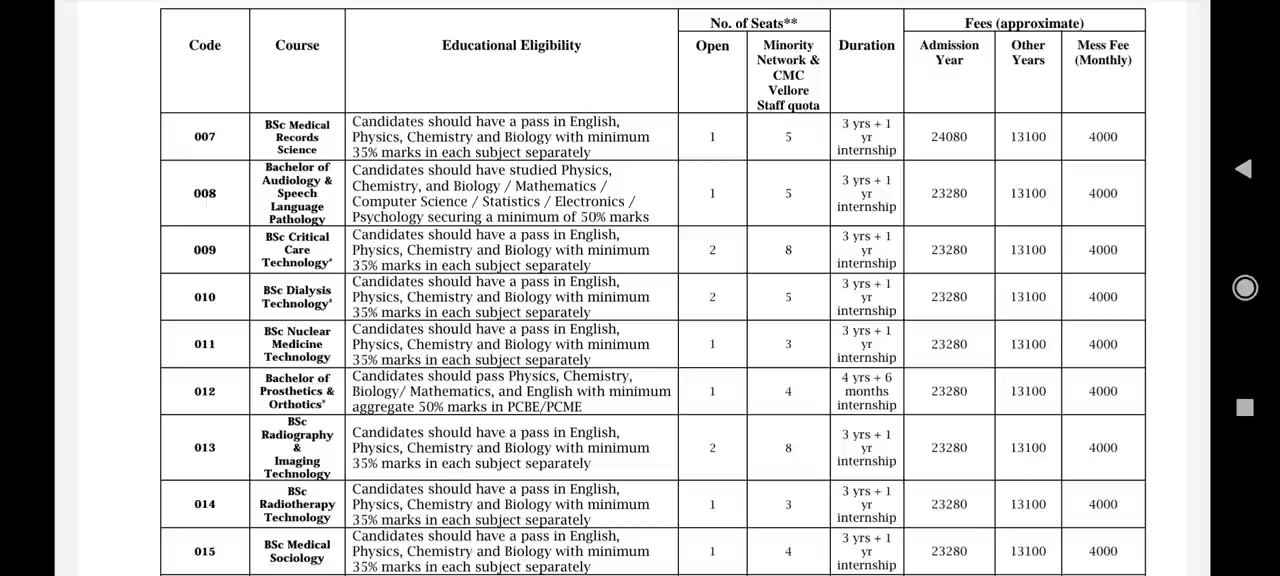 Code Course Educational Eligibility No. of Seats** Duration Fees (approximate)
Open Minority Network & CMC Vellore Staff quota Admission Year Other Years Mess Fee (Monthly)
007 BSc Medical Records Science Candidates should have a pass in English, Physics, Chemistry and Biology with minimum 35% marks in each subject separately 1 5 3 yrs + 1 yr internship 24080 13100 4000
008 Bachelor of Audiology & Speech Language Pathology Candidates should have studied Physics, Chemistry, and Biology / Mathematics / Computer Science / Statistics / Electronics / Psychology securing a minimum of 50% marks 1 5 3 yrs + 1 yr internship 23280 13100 4000
009 BSc Critical Care Technology# Candidates should have a pass in English, Physics, Chemistry and Biology with minimum 35% marks in each subject separately 2 8 3 yrs + 1 yr internship 23280 13100 4000
010 BSc Dialysis Technology# Candidates should have a pass in English, Physics, Chemistry and Biology with minimum 35% marks in each subject separately 2 5 3 yrs + 1 yr internship 23280 13100 4000
011 BSc Nuclear Medicine Technology Candidates should have a pass in English, Physics, Chemistry and Biology with minimum 35% marks in each subject separately 1 3 3 yrs + 1 yr internship 23280 13100 4000
012 Bachelor of Prosthetics & Orthotics# Candidates should pass Physics, Chemistry, Biology/ Mathematics, and English with minimum aggregate 50% marks in PCBE/PCME 1 4 4 yrs + 6 months internship 23280 13100 4000
013 BSc Radiography & Imaging Technology Candidates should have a pass in English, Physics, Chemistry and Biology with minimum 35% marks in each subject separately 2 8 3 yrs + 1 yr internship 23280 13100 4000
014 BSc Radiotherapy Technology Candidates should have a pass in English, Physics, Chemistry and Biology with minimum 35% marks in each subject separately 1 3 3 yrs + 1 yr internship 23280 13100 4000
015 BSc Medical Sociology Candidates should have a pass in English, Physics, Chemistry and Biology with minimum 35% marks in each subject separately 1 4 3 yrs + 1 yr internship 23280 13100 4000